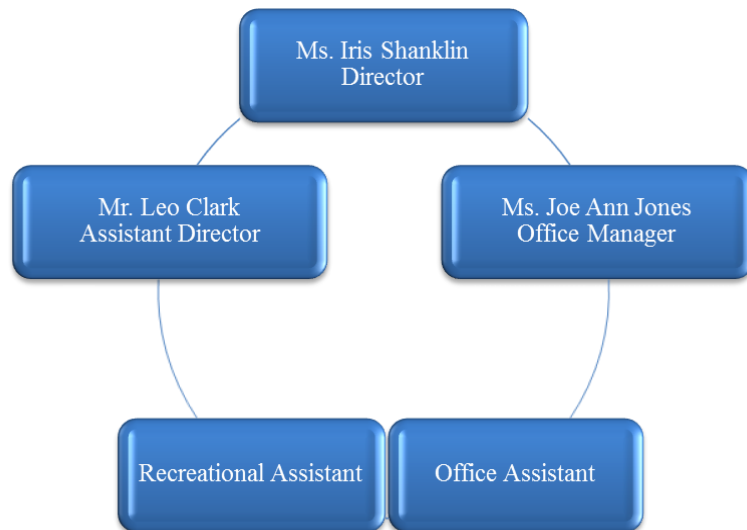 Ms. Iris Shanklin
Director
Mr. Leo Clark
Assistant Director
Ms. Joe Ann Jones
Office Manager
Recreational Assistant
Office Assistant